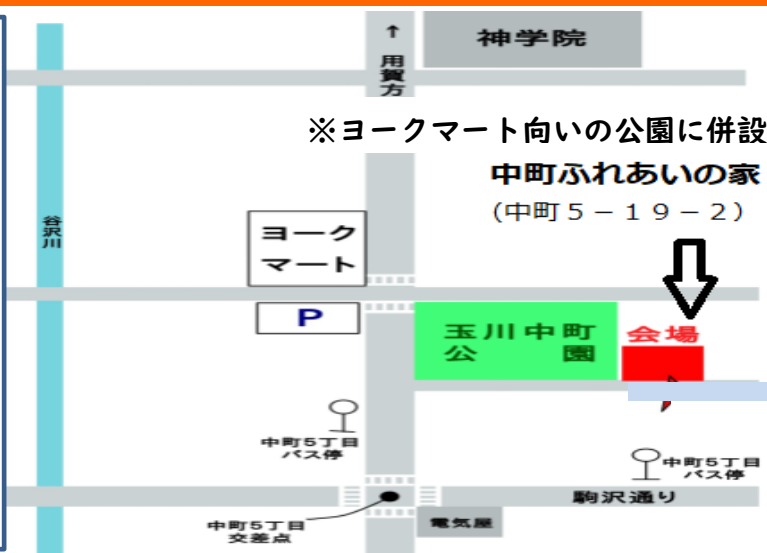 ↑
用賀方
神学院
※ヨークマート向いの公園に併設
中町ふれあいの家
(中町5-19-2)
谷沢川
ヨーク
マート
P
玉川中町
公園
会場
中町5丁目
バス停
中町5丁目
バス停
駒沢通り
中町5丁目
交差点
電気屋